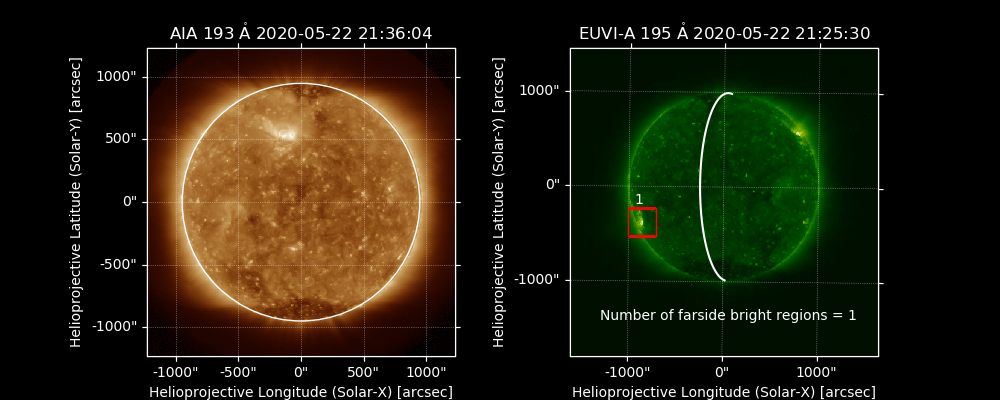 AIA 193 Å 2020-05-22 21:36:04
Helioprojective Latitude (Solar-Y) [arcsec]
1000"
500"
0"
-500"
-1000"
-1000"
-500"
0"
500"
1000"
Helioprojective Longitude (Solar-X) [arcsec]
EUVI-A 195 Å 2020-05-22 21:25:30
Helioprojective Latitude (Solar-Y) [arcsec]
1000"
0"
-1000"
1
Number of farside bright regions = 1
-1000"
0"
1000"
Helioprojective Longitude (Solar-X) [arcsec]